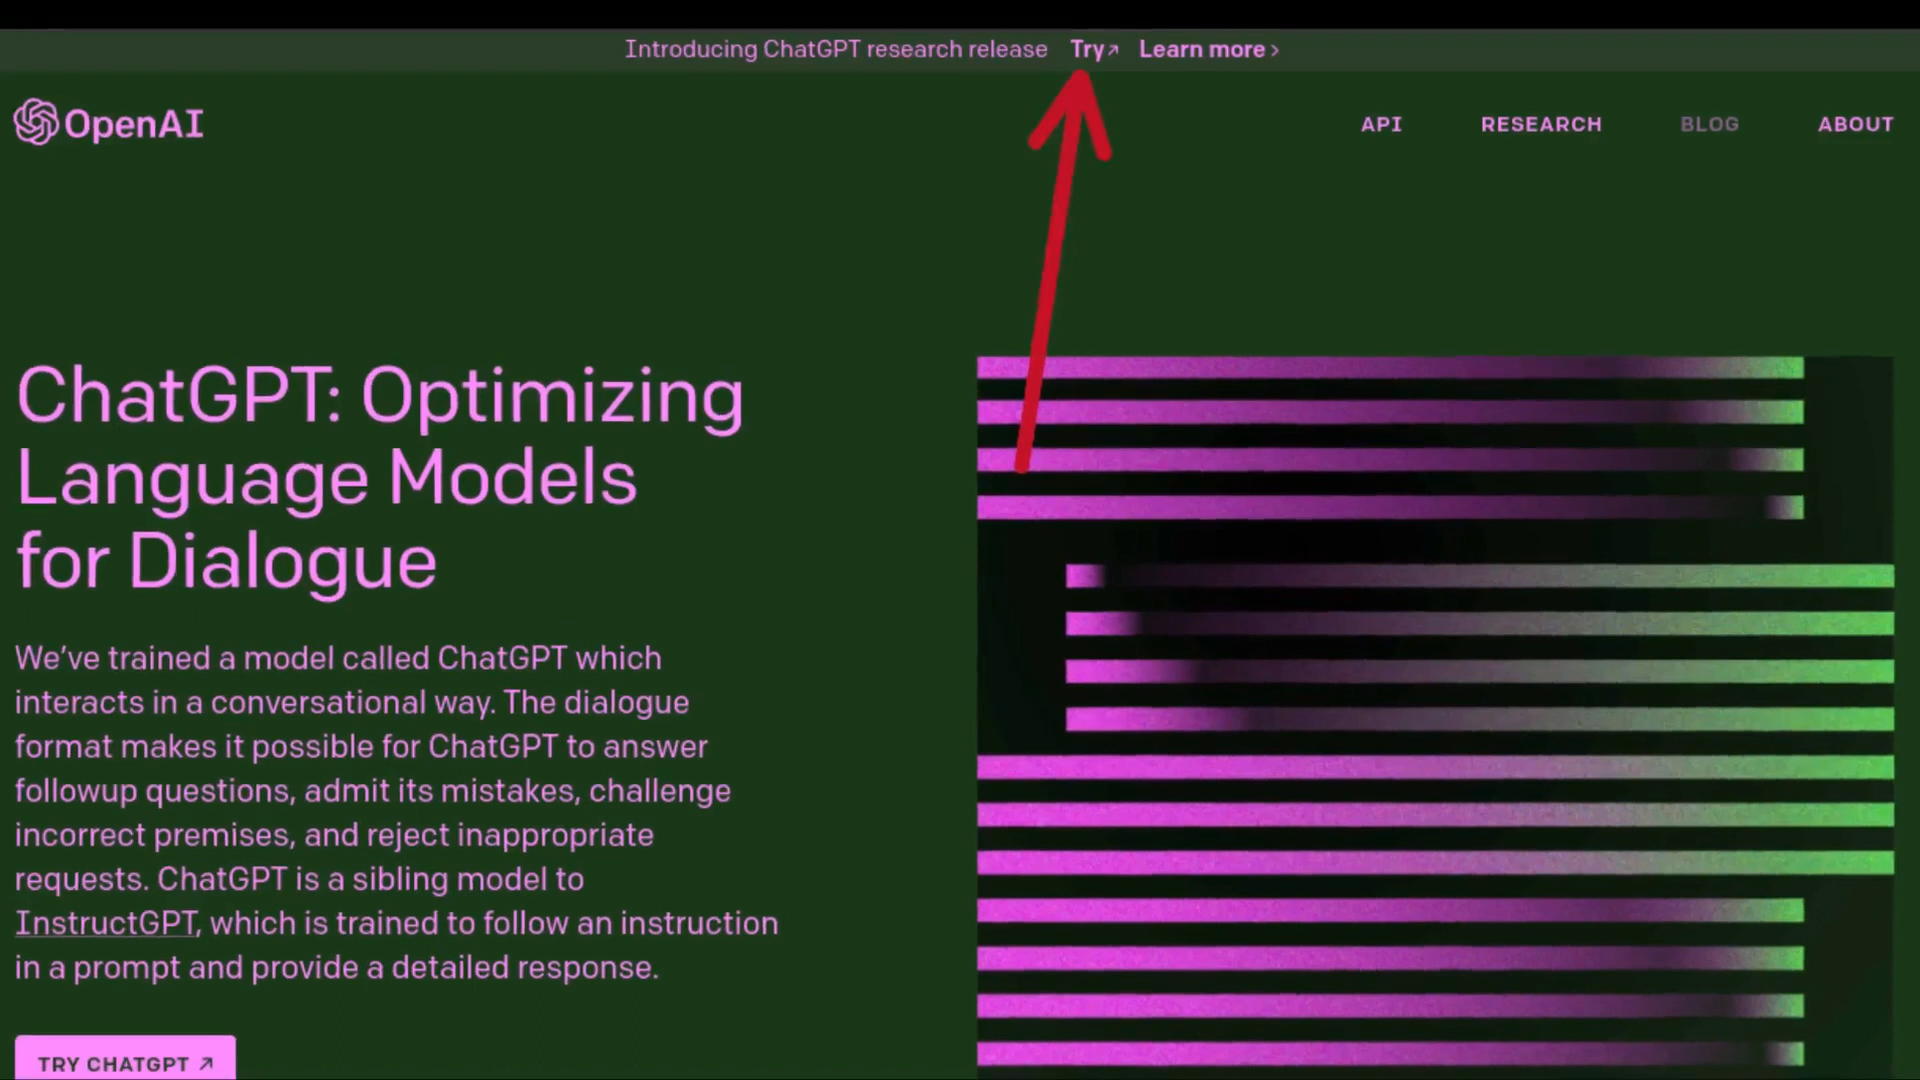 Introducing ChatGPT research release Try↗ Learn more ›
OpenAI
API RESEARCH BLOG ABOUT
ChatGPT: Optimizing
Language Models
for Dialogue
We’ve trained a model called ChatGPT which
interacts in a conversational way. The dialogue
format makes it possible for ChatGPT to answer
followup questions, admit its mistakes, challenge
incorrect premises, and reject inappropriate
requests. ChatGPT is a sibling model to
InstructGPT, which is trained to follow an instruction
in a prompt and provide a detailed response.
TRY CHATGPT ↗